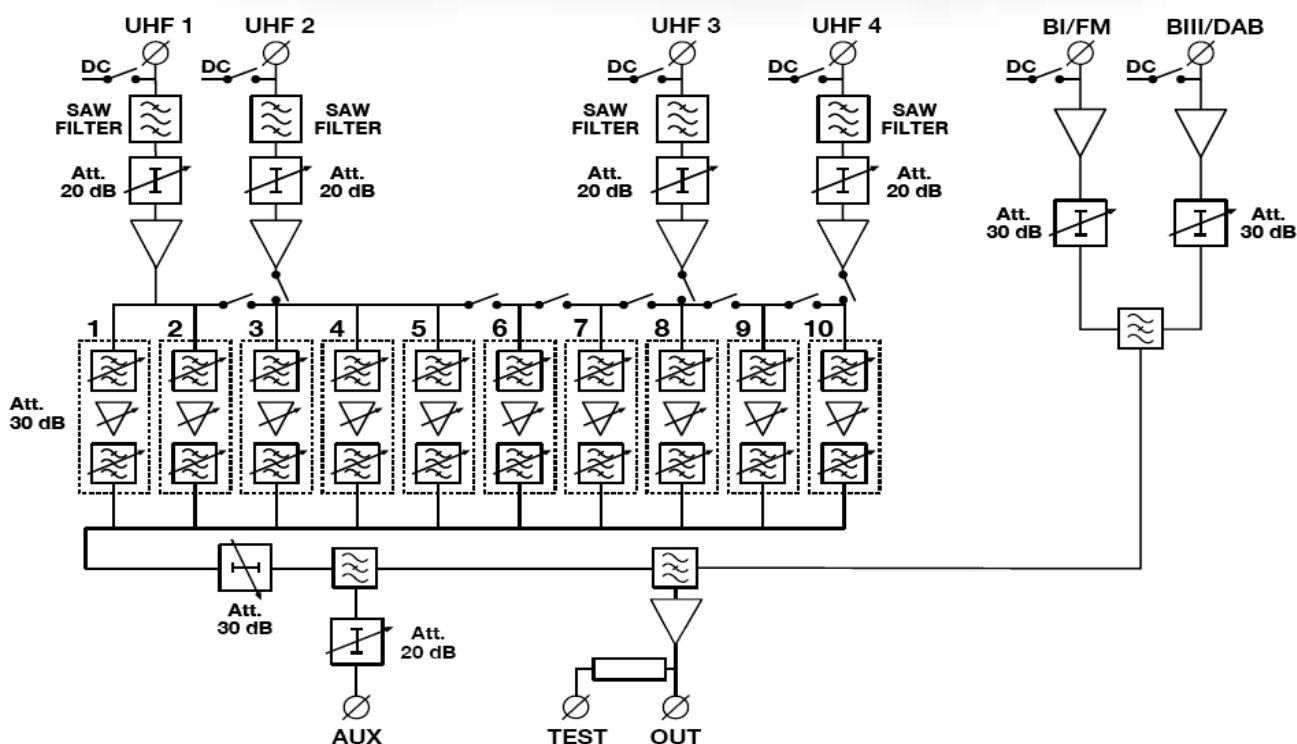 UHF 1 UHF 2 UHF 3 UHF 4 BI/FM BIII/DAB
DC DC DC DC DC DC
SAW FILTER SAW FILTER SAW FILTER SAW FILTER
Att. 20 dB Att. 20 dB Att. 20 dB Att. 20 dB
Att. 30 dB Att. 30 dB
1 2 3 4 5 6 7 8 9 10
Att.
30 dB
Att.
30 dB
Att.
20 dB
AUX TEST OUT